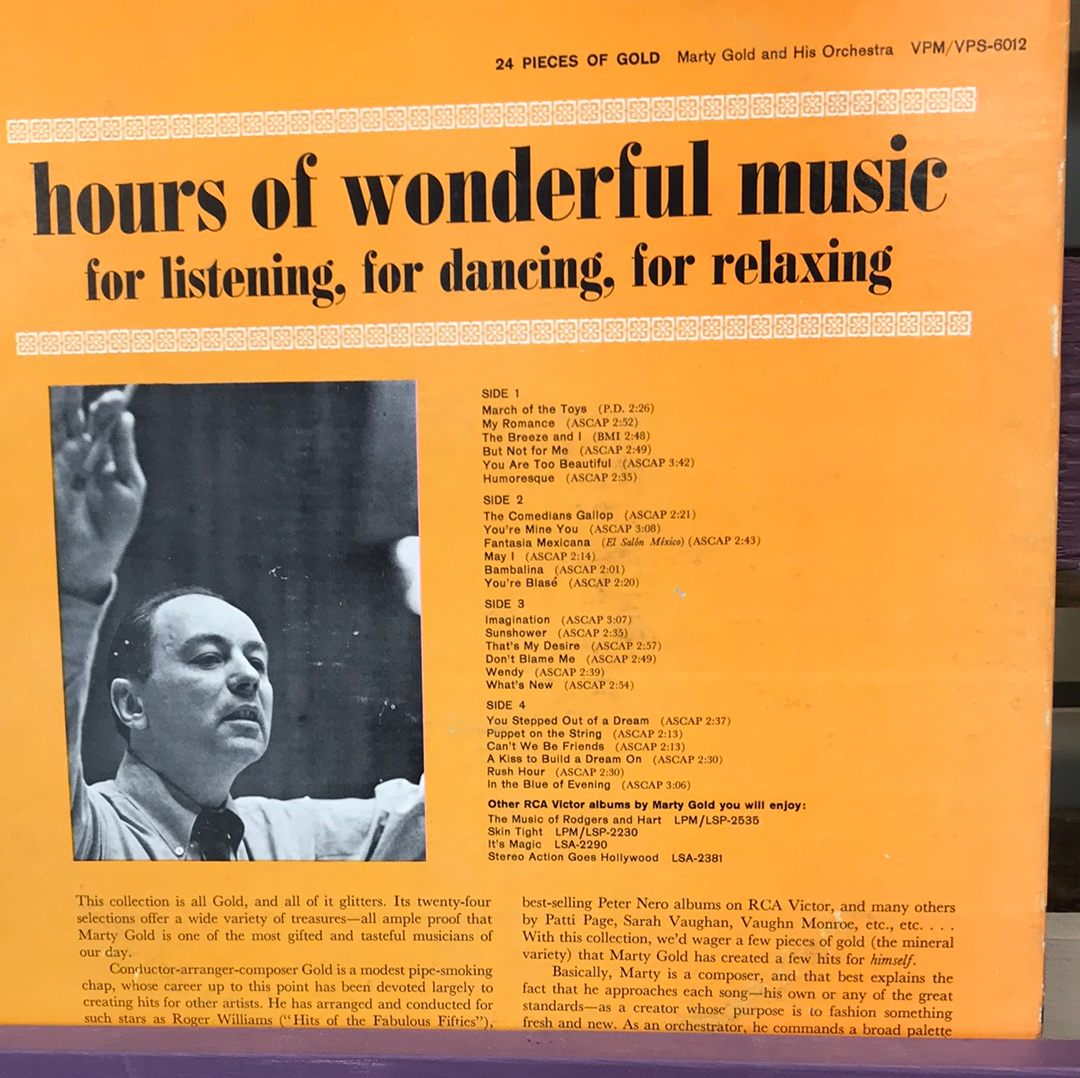 24 PIECES OF GOLD Marty Gold and His Orchestra VPM/VPS-6012
hours of wonderful music
for listening, for dancing, for relaxing
SIDE 1
March of the Toys (P.D. 2:26)
My Romance (ASCAP 2:52)
The Breeze and I (BMI 2:48)
But Not for Me (ASCAP 2:49)
You Are Too Beautiful (ASCAP 3:42)
Humoresque (ASCAP 2:35)
SIDE 2
The Comedians Gallop (ASCAP 2:21)
You're Mine You (ASCAP 3:08)
Fantasia Mexicana (El Salón México) (ASCAP 2:43)
May I (ASCAP 2:14)
Bambalina (ASCAP 2:01)
You're Blasé (ASCAP 2:20)
SIDE 3
Imagination (ASCAP 3:07)
Sunshower (ASCAP 2:35)
That's My Desire (ASCAP 2:57)
Don't Blame Me (ASCAP 2:49)
Wendy (ASCAP 2:39)
What's New (ASCAP 2:54)
SIDE 4
You Stepped Out of a Dream (ASCAP 2:37)
Puppet on the String (ASCAP 2:13)
Can't We Be Friends (ASCAP 2:13)
A Kiss to Build a Dream On (ASCAP 2:30)
Rush Hour (ASCAP 2:30)
In the Blue of Evening (ASCAP 3:06)
Other RCA Victor albums by Marty Gold you will enjoy:
The Music of Rodgers and Hart LPM/LSP-2535
Skin Tight LPM/LSP-2230
It's Magic LSA-2290
Stereo Action Goes Hollywood LSA-2381
This collection is all Gold, and all of it glitters. Its twenty-four
selections offer a wide variety of treasures—all ample proof that
Marty Gold is one of the most gifted and tasteful musicians of
our day.
Conductor-arranger-composer Gold is a modest pipe-smoking
chap, whose career up to this point has been devoted largely to
creating hits for other artists. He has arranged and conducted for
such stars as Roger Williams ("Hits of the Fabulous Fifties"),
best-selling Peter Nero albums on RCA Victor, and many others
by Patti Page, Sarah Vaughan, Vaughn Monroe, etc., etc. . . .
With this collection, we'd wager a few pieces of gold (the mineral
variety) that Marty Gold has created a few hits for himself.
Basically, Marty is a composer, and that best explains the
fact that he approaches each song—his own or any of the great
standards—as a creator whose purpose is to fashion something
fresh and new. As an orchestrator, he commands a broad palette